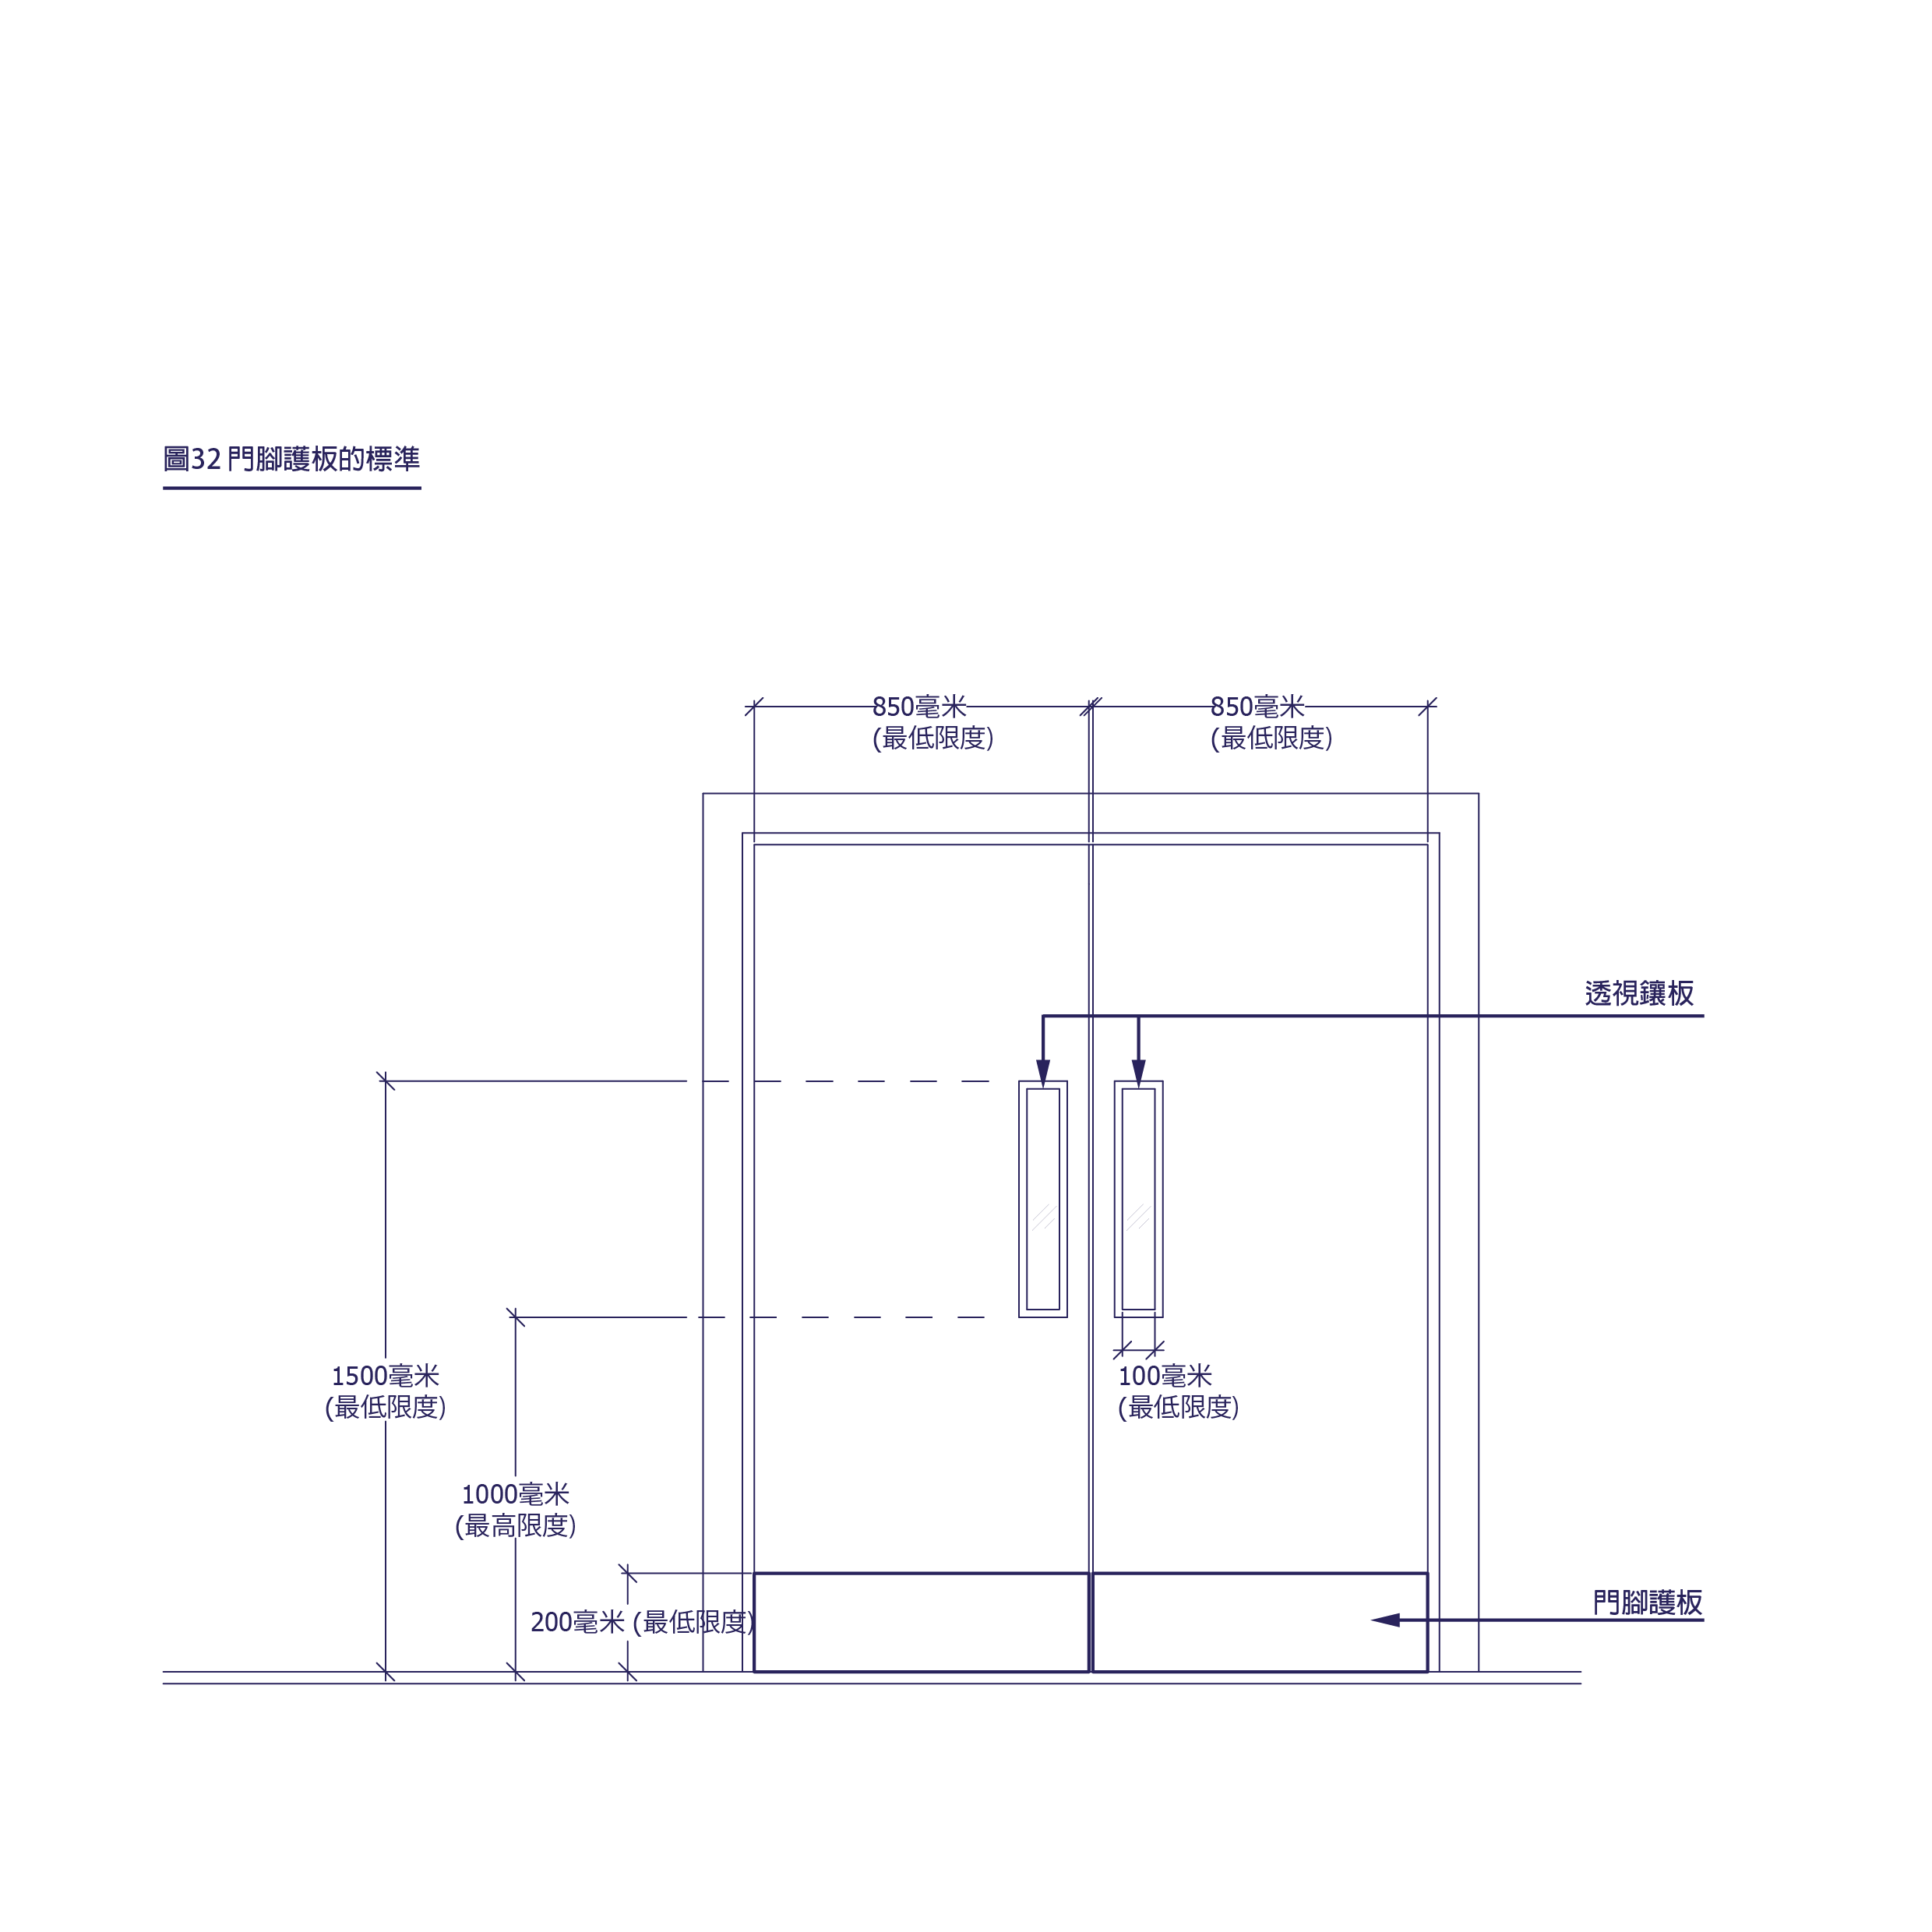 圖32 門腳護板的標準
850毫米
(最低限度)
850毫米
(最低限度)
透視鑲板
1500毫米
(最低限度)
100毫米
(最低限度)
1000毫米
(最高限度)
200毫米 (最低限度)
門腳護板